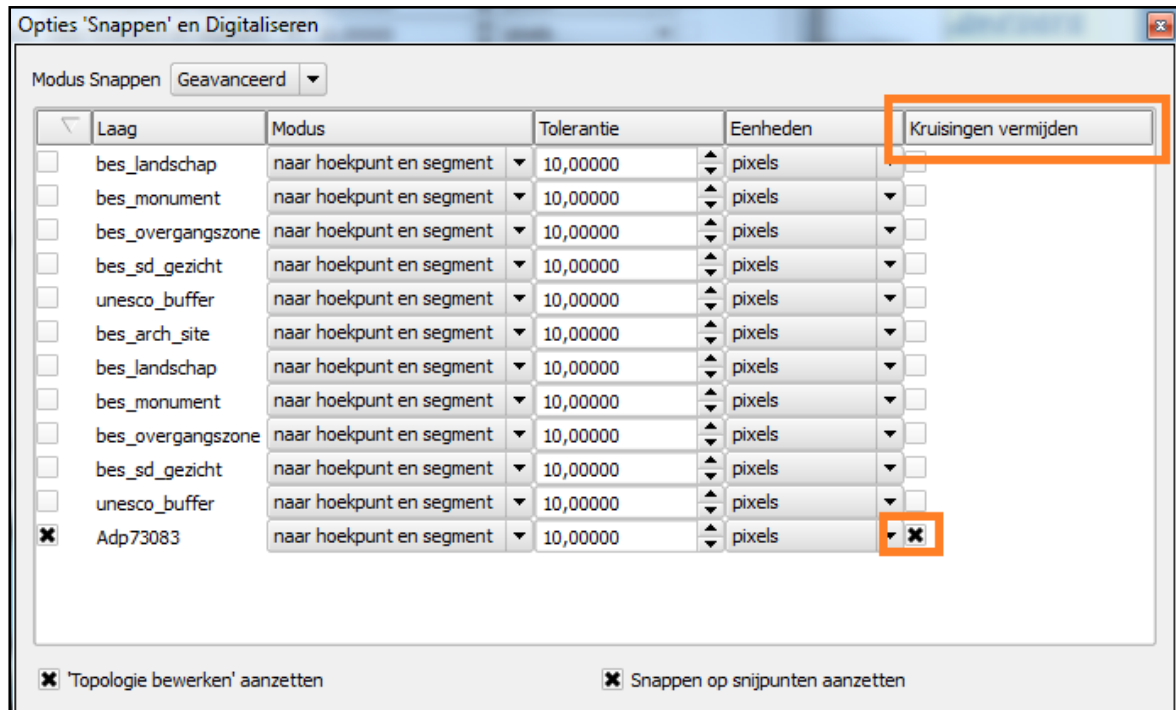 Opties 'Snappen' en Digitaliseren
Modus Snappen Geavanceerd
Laag Modus Tolerantie Eenheden Kruisingen vermijden
bes_landschap naar hoekpunt en segment 10,00000 pixels
bes_monument naar hoekpunt en segment 10,00000 pixels
bes_overgangszone naar hoekpunt en segment 10,00000 pixels
bes_sd_gezicht naar hoekpunt en segment 10,00000 pixels
unesco_buffer naar hoekpunt en segment 10,00000 pixels
bes_arch_site naar hoekpunt en segment 10,00000 pixels
bes_landschap naar hoekpunt en segment 10,00000 pixels
bes_monument naar hoekpunt en segment 10,00000 pixels
bes_overgangszone naar hoekpunt en segment 10,00000 pixels
bes_sd_gezicht naar hoekpunt en segment 10,00000 pixels
unesco_buffer naar hoekpunt en segment 10,00000 pixels
Adp73083 naar hoekpunt en segment 10,00000 pixels
'Topologie bewerken' aanzetten Snappen op snijpunten aanzetten